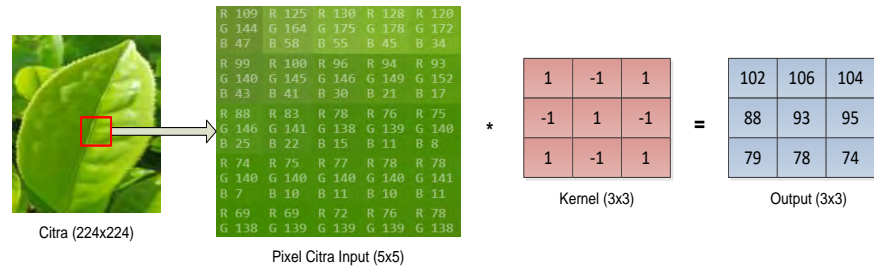 R 109 R 125 R 130 R 128 R 120
G 144 G 164 G 175 G 178 G 172
B 47 B 58 B 55 B 45 B 34
R 99 R 100 R 96 R 94 R 93
G 140 G 145 G 146 G 149 G 152
B 43 B 41 B 30 B 21 B 17
R 88 R 83 R 78 R 76 R 75
G 146 G 141 G 138 G 139 G 140
B 25 B 22 B 15 B 11 B 8
R 74 R 75 R 77 R 78 R 78
G 140 G 140 G 140 G 140 G 141
B 7 B 10 B 11 B 10 B 11
R 69 R 69 R 72 R 76 R 78
G 138 G 139 G 139 G 139 G 138
Citra (224x224)
Pixel Citra Input (5x5)
*
1 -1 1
-1 1 -1
1 -1 1
Kernel (3x3)
=
102 106 104
88 93 95
79 78 74
Output (3x3)